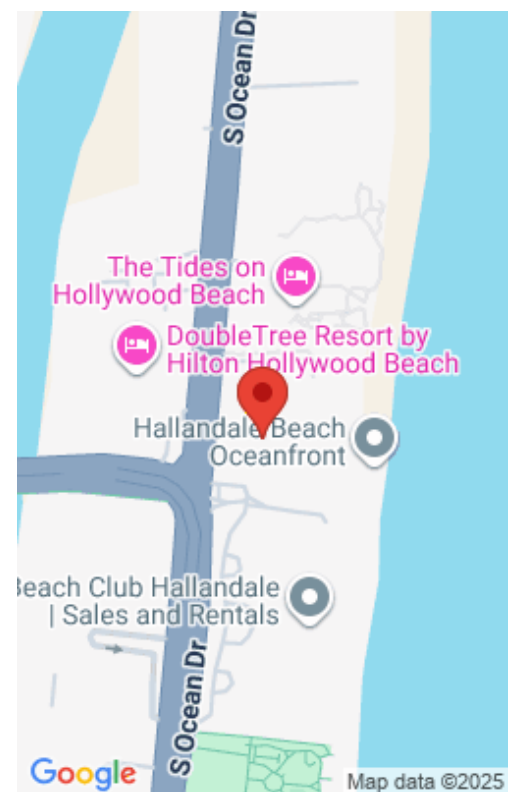 S Ocean Dr
The Tides on
Hollywood Beach
DoubleTree Resort by
Hilton Hollywood Beach
Hallandale Beach
Oceanfront
Beach Club Hallandale
| Sales and Rentals
S Ocean Dr
Google
Map data ©2025